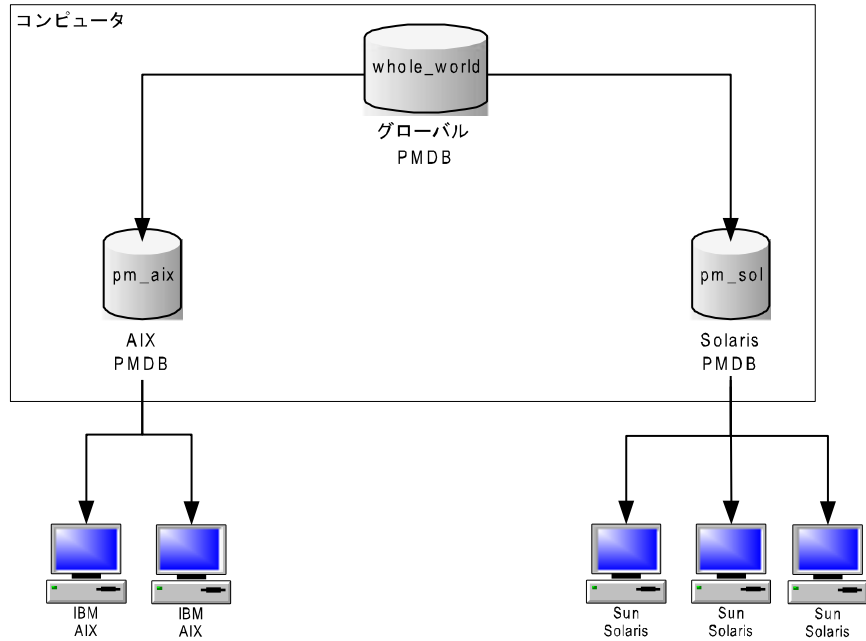 コンピュータ
whole_world
グローバル
PMDB
pm_aix
pm_sol
AIX
PMDB
Solaris
PMDB
IBM
AIX
IBM
AIX
Sun
Solaris
Sun
Solaris
Sun
Solaris